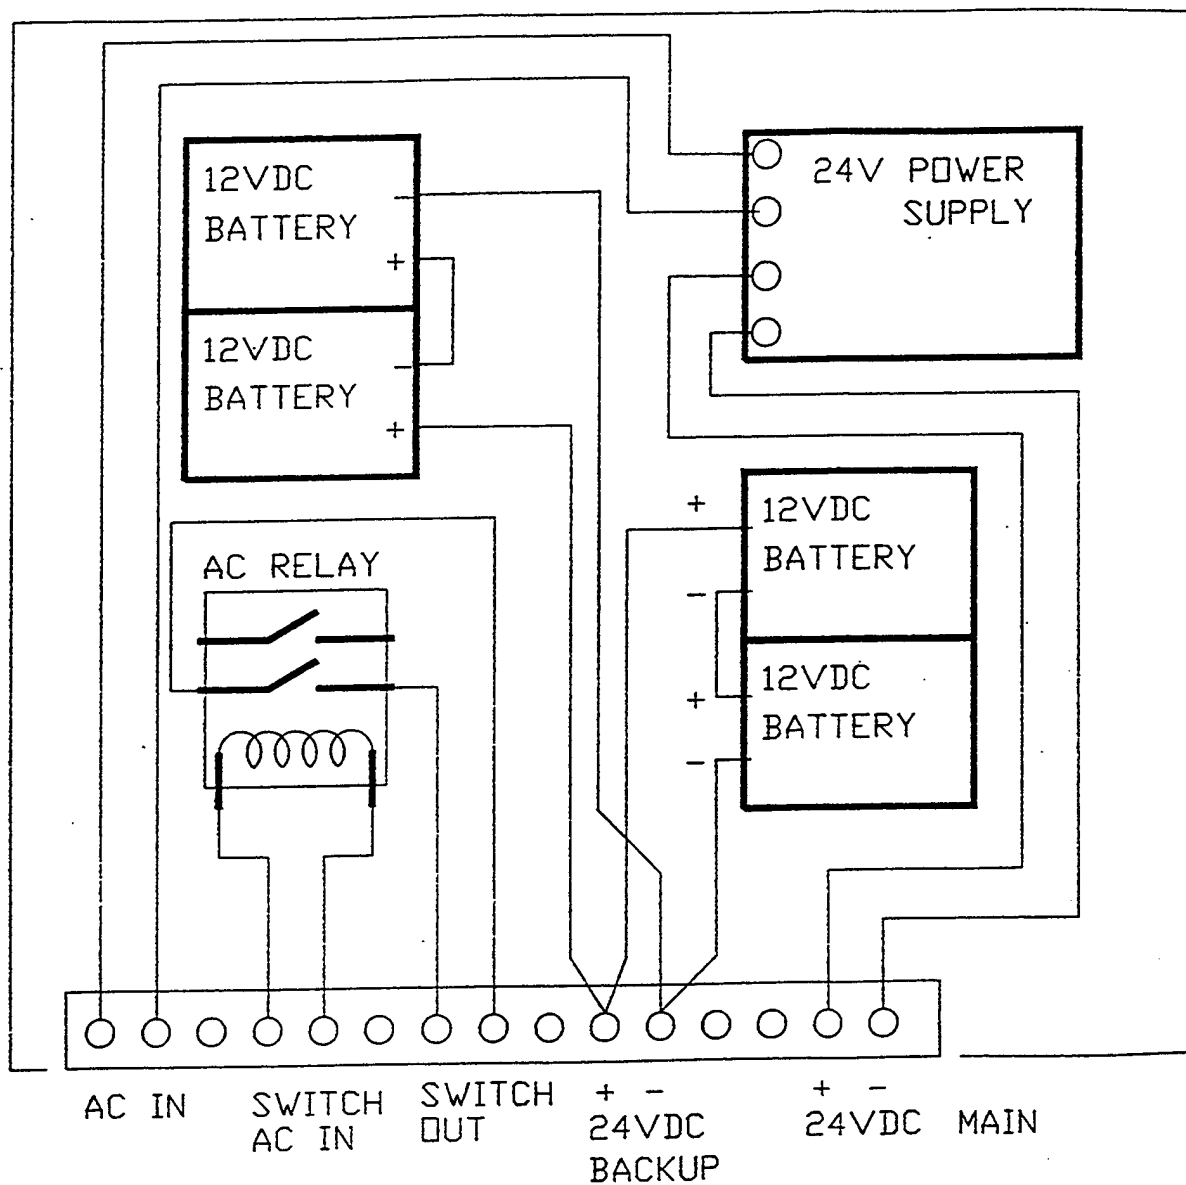 12VDC
BATTERY
−
+
12VDC
BATTERY
−
+
24V POWER
SUPPLY
AC RELAY
+
12VDC
BATTERY
−
+
12VDC
BATTERY
−
AC IN
SWITCH
AC IN
SWITCH
OUT
+ −
24VDC
BACKUP
+ −
24VDC MAIN